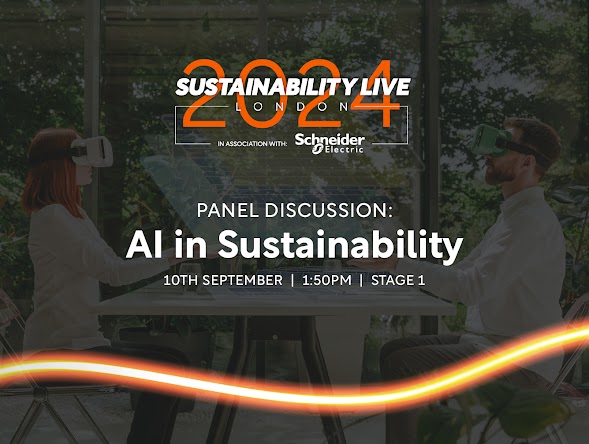 2024
SUSTAINABILITY LIVE
LONDON
IN ASSOCIATION WITH: Schneider Electric
PANEL DISCUSSION:
AI in Sustainability
10TH SEPTEMBER | 1:50PM | STAGE 1